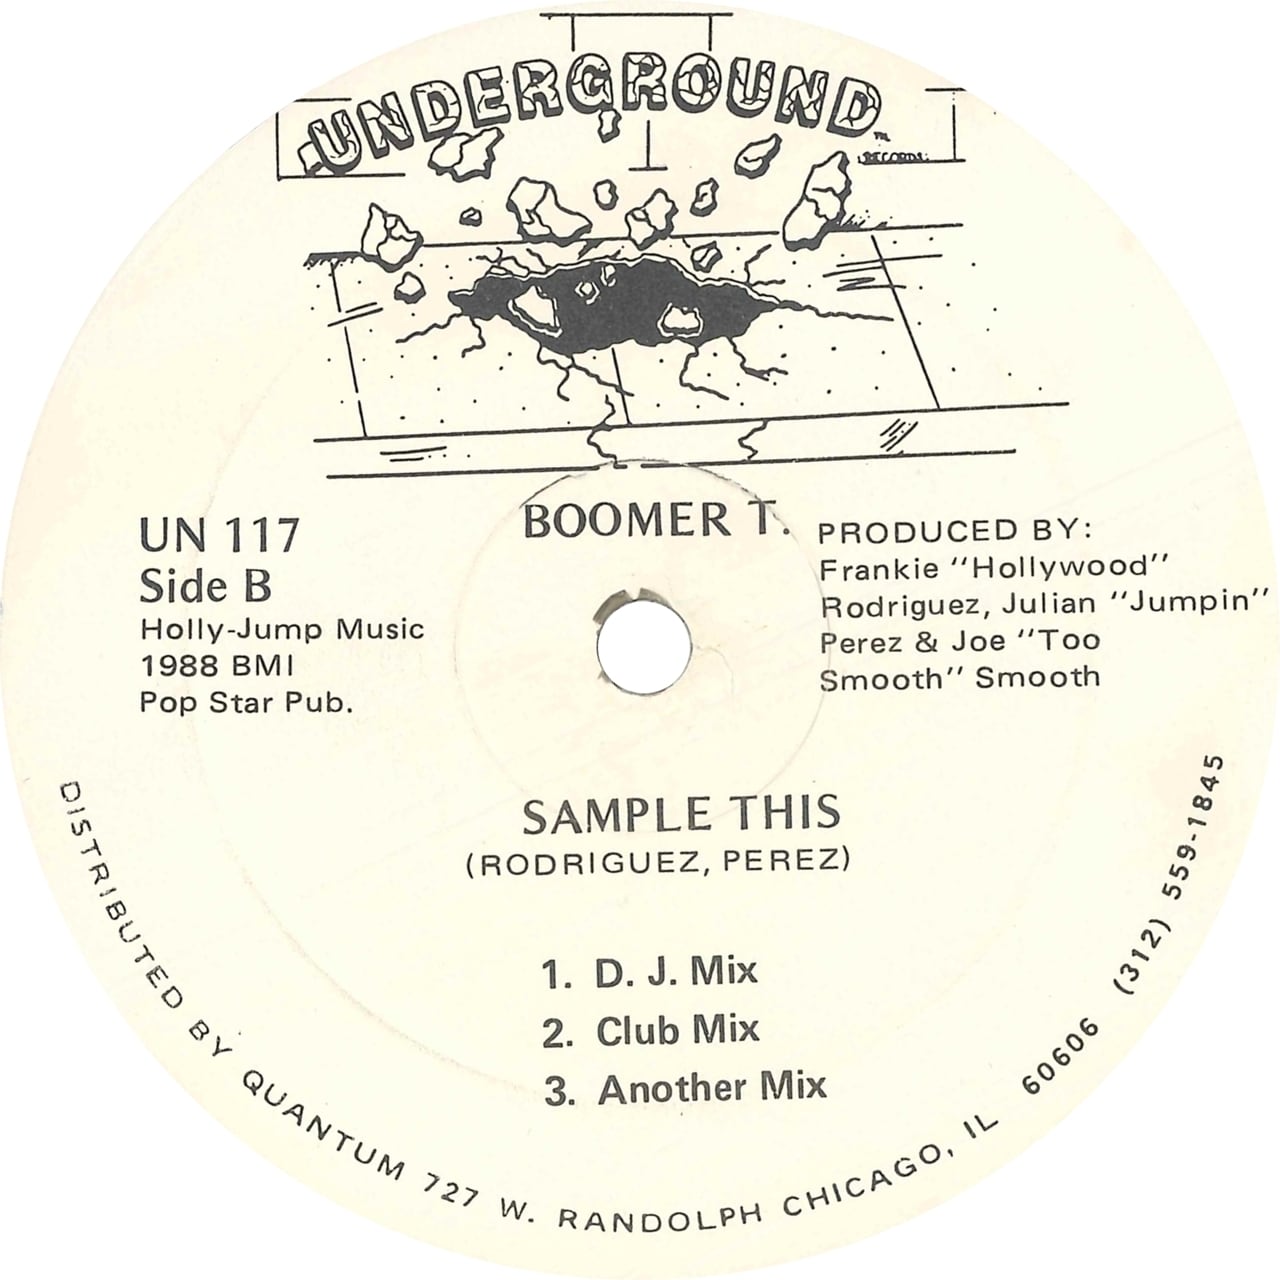 UNDERGROUND™
RECORDS
UN 117
Side B
Holly-Jump Music
1988 BMI
Pop Star Pub.
BOOMER T.
PRODUCED BY:
Frankie "Hollywood"
Rodriguez, Julian "Jumpin"
Perez & Joe "Too
Smooth" Smooth
SAMPLE THIS
(RODRIGUEZ, PEREZ)
1. D. J. Mix
2. Club Mix
3. Another Mix
DISTRIBUTED BY QUANTUM 727 W. RANDOLPH CHICAGO, IL 60606 (312) 559-1845